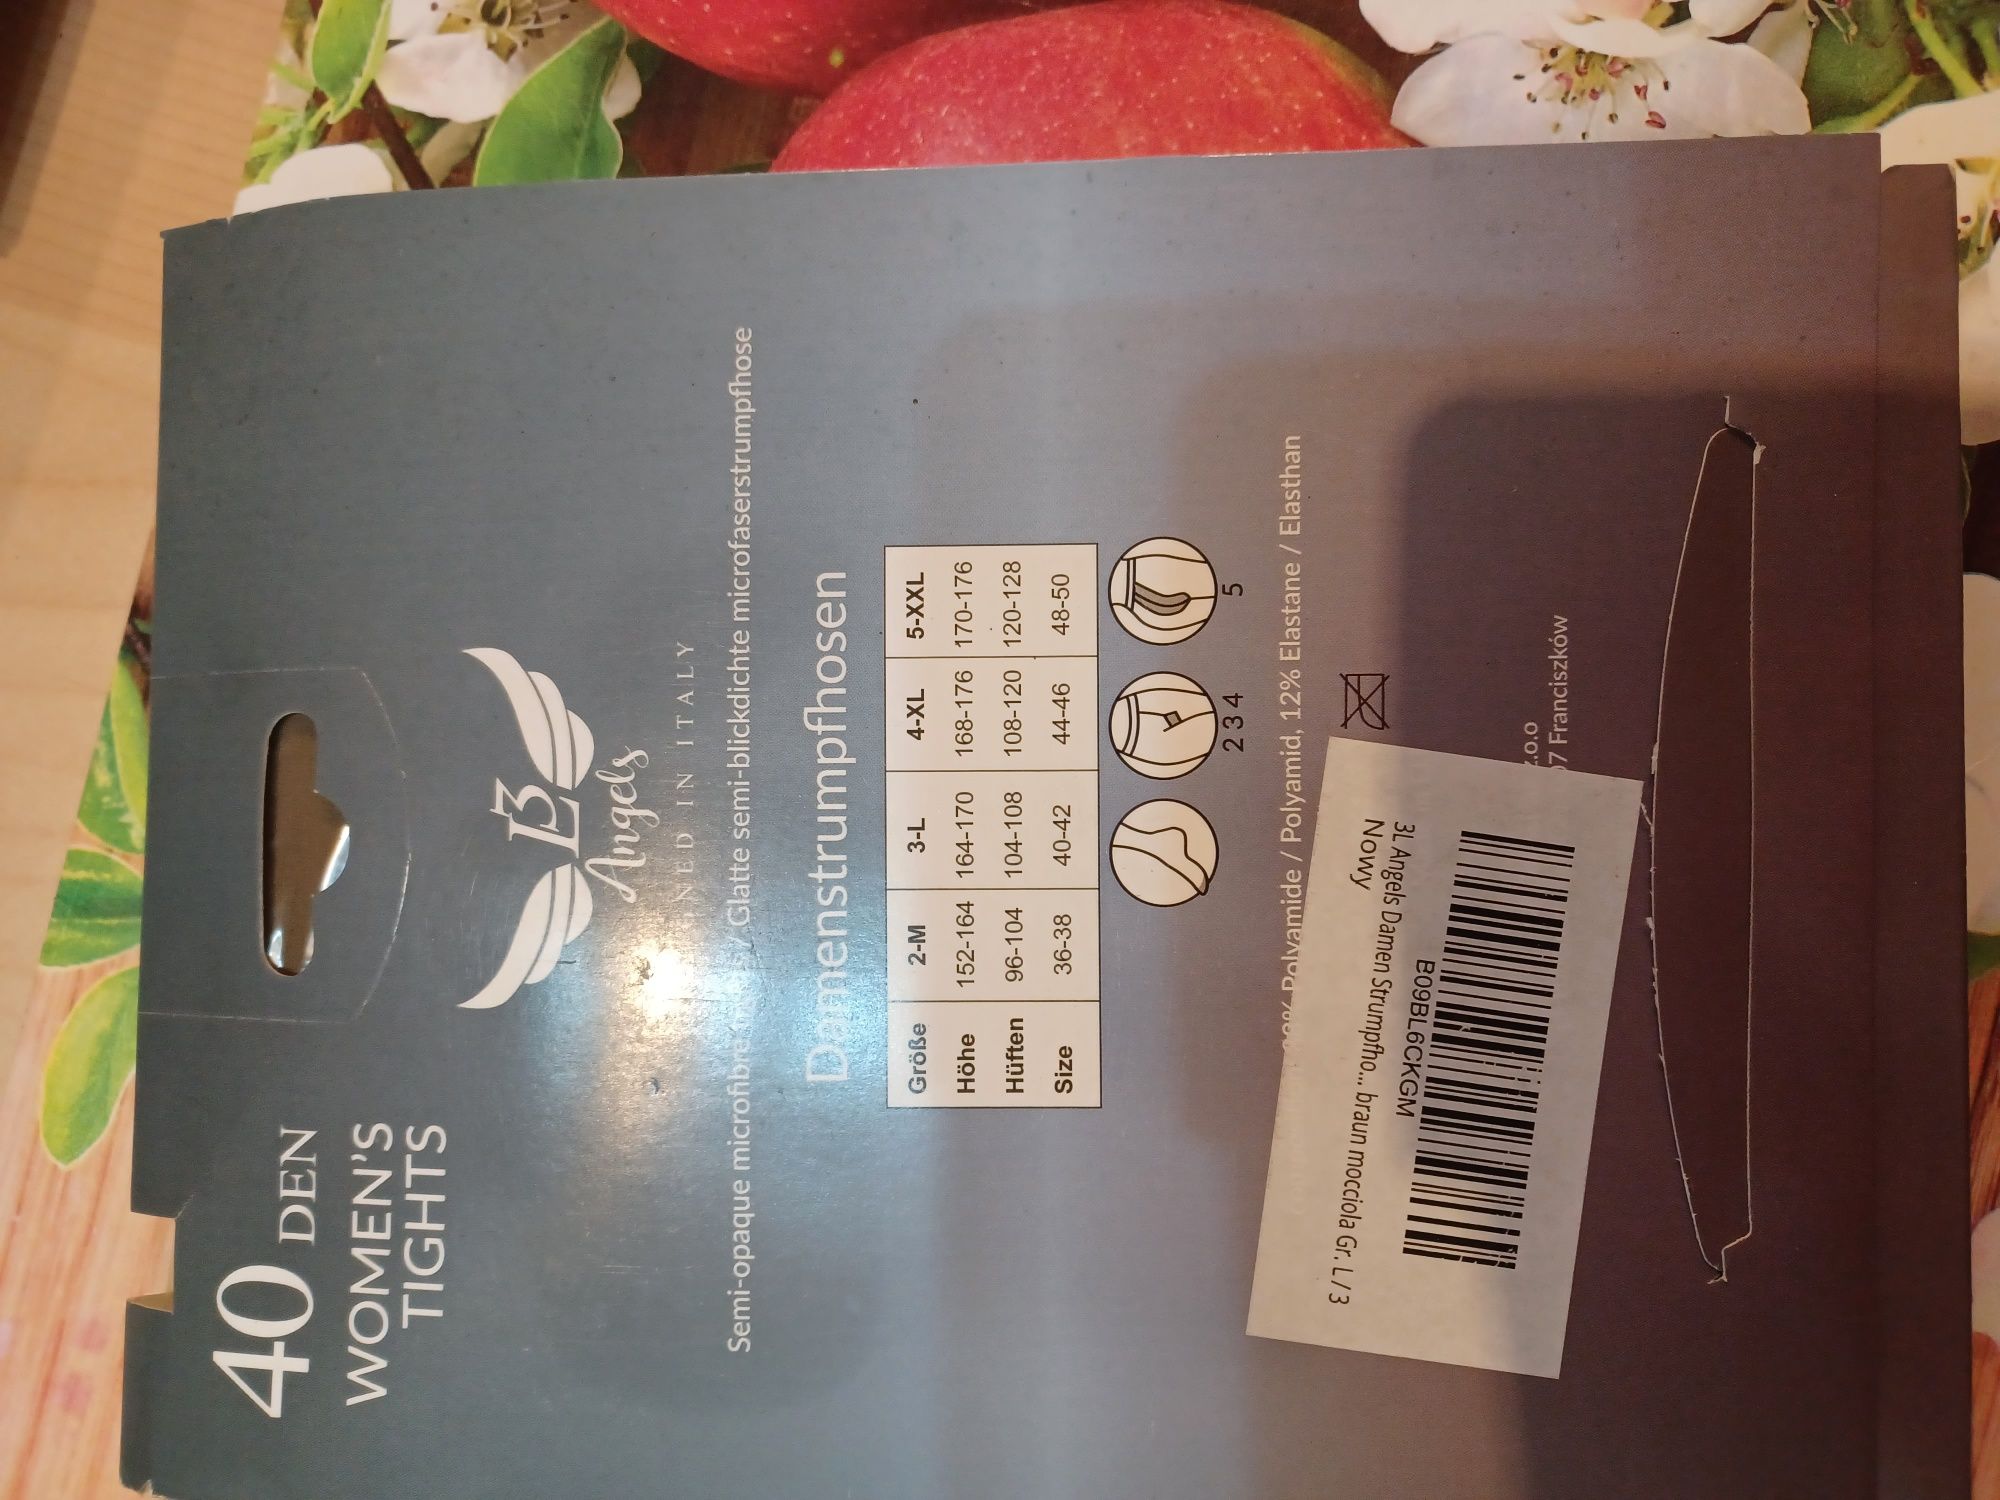 40 DEN
WOMEN'S
TIGHTS
L3
Angels
IN ITALY
Semi-opaque microfibre / Glatte semi-blickdichte microfaserstrumpfhose
Damenstrumpfhosen
Größe 2-M 3-L 4-XL 5-XXL
Höhe 152-164 164-170 168-176 170-176
Hüften 96-104 104-108 108-120 120-128
Size 36-38 40-42 44-46 48-50
2 3 4 5
Polyamide / Polyamid, 12% Elastane / Elasthan
z.o.o
57 Franciszków
3L Angels Damen Strumpfho... braun mocciola Gr. L / 3
Nowy
B09BL6CKGM